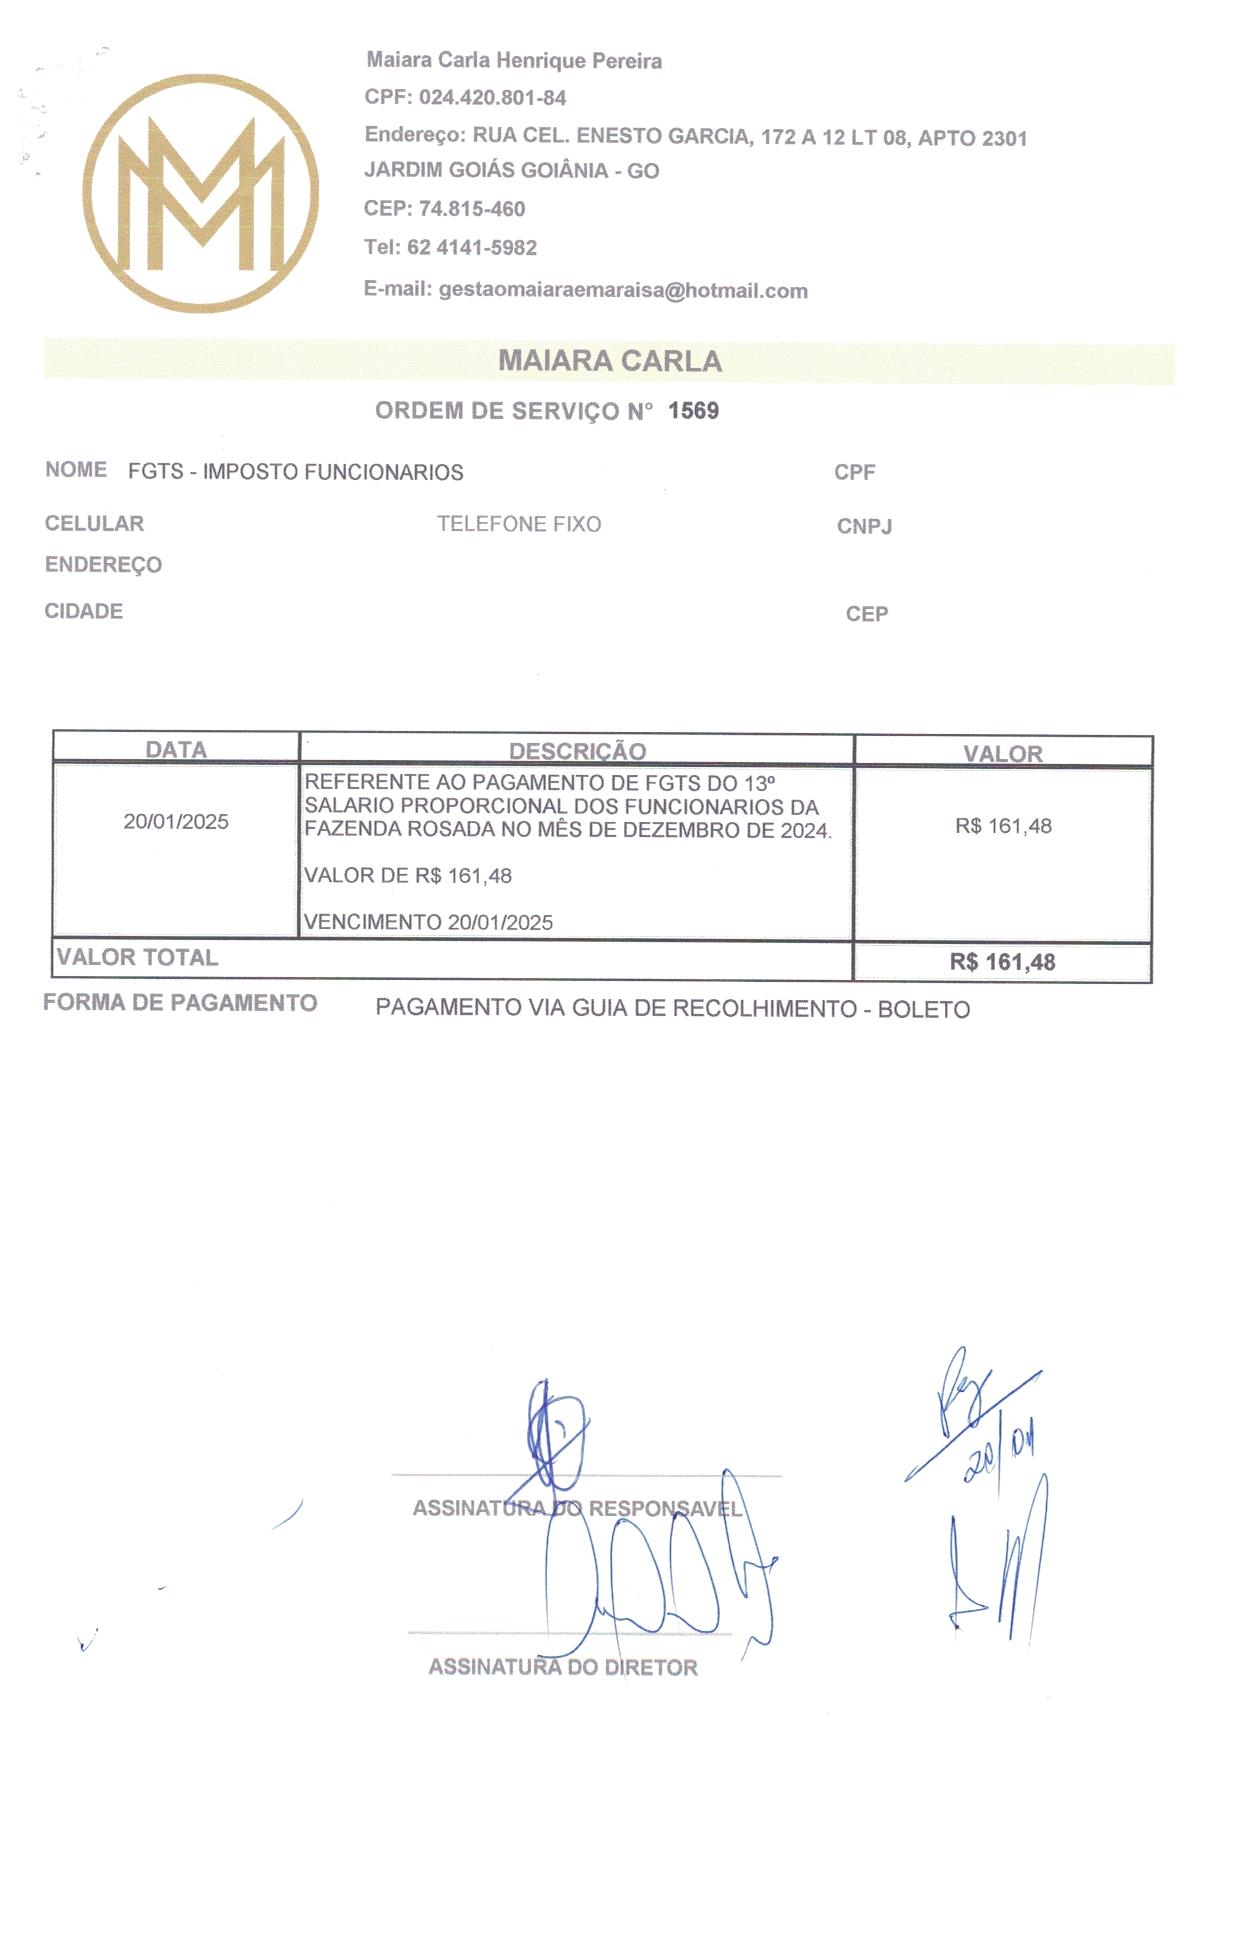 Maiara Carla Henrique Pereira
CPF: 024.420.801-84
Endereço: RUA CEL. ENESTO GARCIA, 172 A 12 LT 08, APTO 2301
JARDIM GOIÁS GOIÂNIA - GO
CEP: 74.815-460
Tel: 62 4141-5982
E-mail: gestaomaiaraemaraisa@hotmail.com
MAIARA CARLA
ORDEM DE SERVIÇO N° 1569
NOME FGTS - IMPOSTO FUNCIONARIOS CPF
CELULAR TELEFONE FIXO CNPJ
ENDEREÇO
CIDADE CEP
DATA DESCRIÇÃO VALOR
REFERENTE AO PAGAMENTO DE FGTS DO 13º
SALARIO PROPORCIONAL DOS FUNCIONARIOS DA
20/01/2025 FAZENDA ROSADA NO MÊS DE DEZEMBRO DE 2024. R$ 161,48
VALOR DE R$ 161,48
VENCIMENTO 20/01/2025
VALOR TOTAL R$ 161,48
FORMA DE PAGAMENTO PAGAMENTO VIA GUIA DE RECOLHIMENTO - BOLETO
Pg
20/01
ASSINATURA DO RESPONSAVEL
ASSINATURA DO DIRETOR